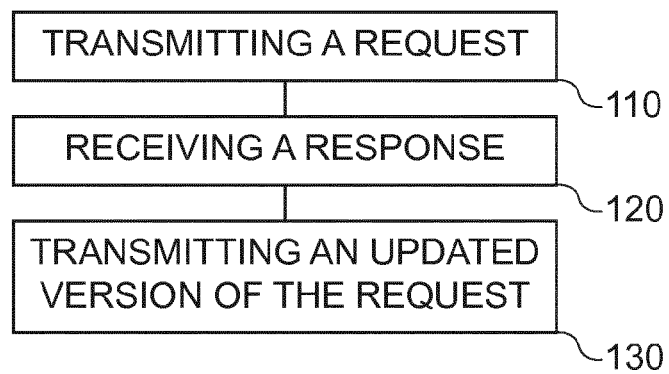 TRANSMITTING A REQUEST
110
RECEIVING A RESPONSE
120
TRANSMITTING AN UPDATED
VERSION OF THE REQUEST
130